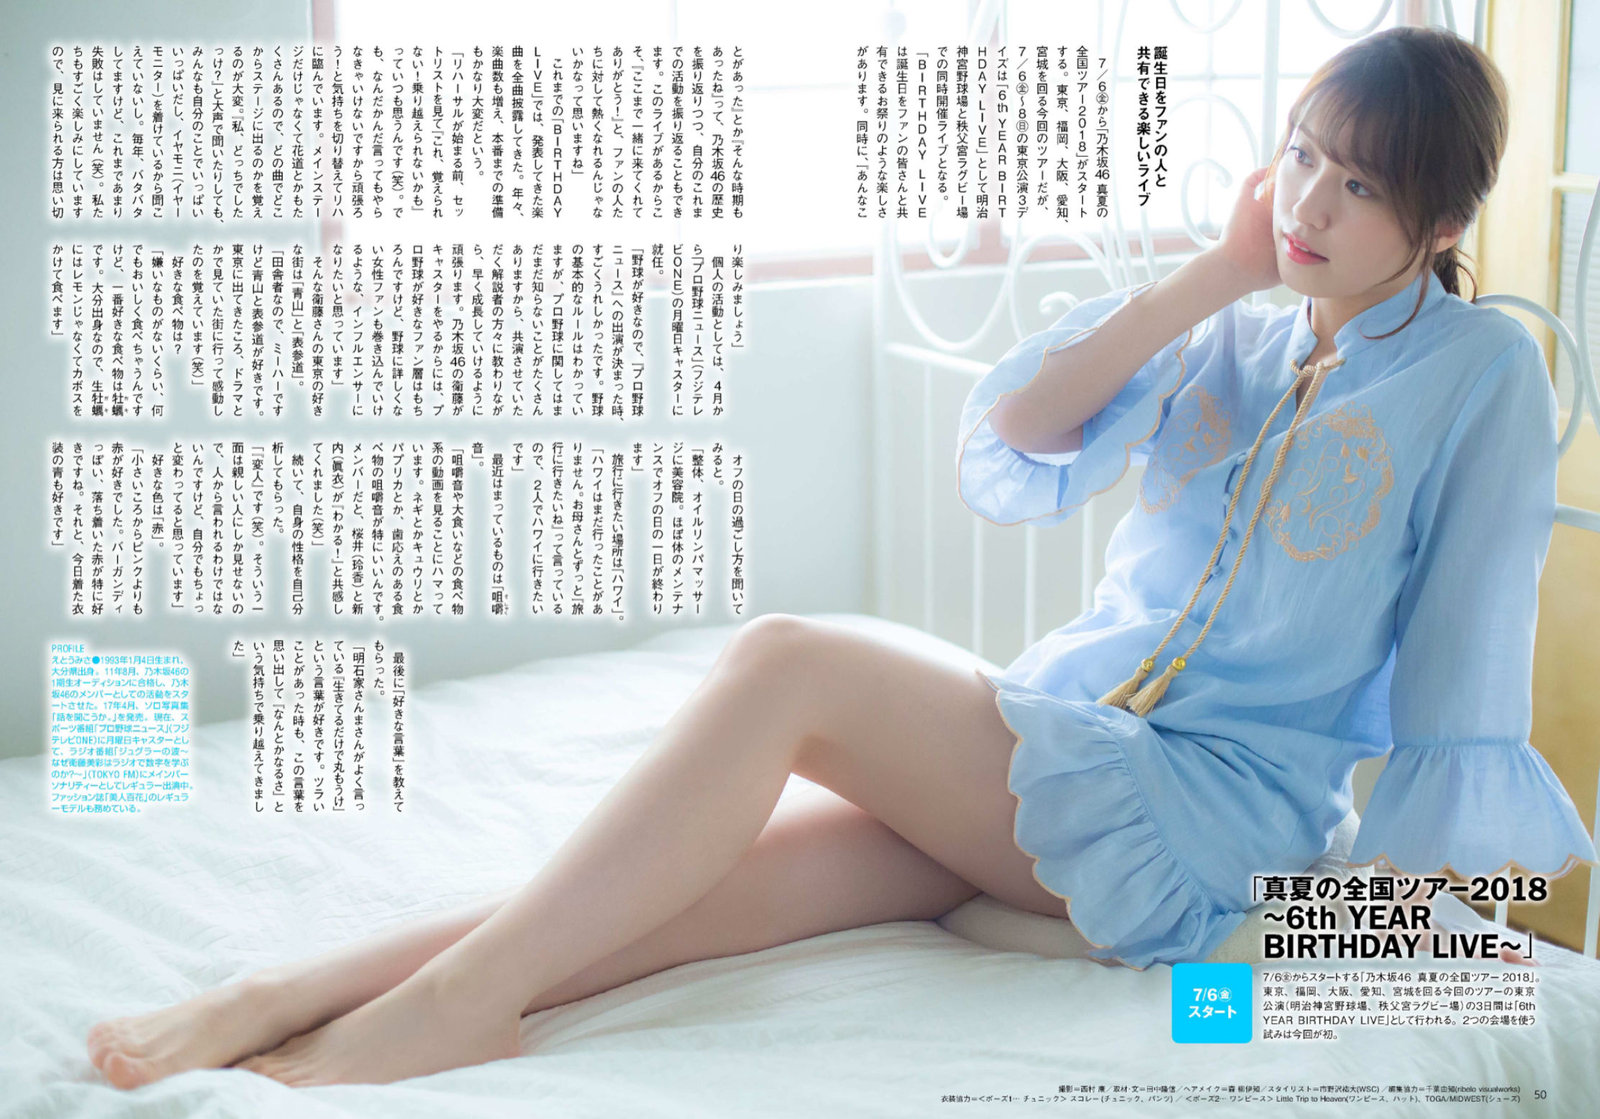 誕生日をファンの人と
共有できる楽しいライブ
　7／6㊎から「乃木坂46 真夏の
全国ツアー2018」がスタート
する。東京、福岡、大阪、愛知、
宮城を回る今回のツアーだが、
7／6㊎〜8㊐の東京公演3デ
イズは「6th YEAR BIRT
HDAY LIVE」として明治
神宮野球場と秩父宮ラグビー場
での同時開催ライブとなる。
「BIRTHDAY LIVE
は誕生日をファンの皆さんと共
有できるお祭りのような楽しさ
があります。同時に、『あんなこ
とがあった』とか『そんな時期も
あったね』って、乃木坂46の歴史
を振り返りつつ、自分のこれま
での活動を振り返ることもでき
ます。このライブがあるからこ
そ、『ここまで一緒に来てくれて
ありがとう！』と、ファンの人た
ちに対して熱くなれるんじゃな
いかなって思いますね」
　これまでの「BIRTHDAY
LIVE」では、発表してきた楽
曲を全曲披露してきた。年々、
楽曲数も増え、本番までの準備
もかなり大変だという。
「リハーサルが始まる前、セッ
トリストを見て『これ、覚えられ
ない！乗り越えられないかも』
っていつも思うんです（笑）。で
も、なんだかんだ言ってもやら
なきゃいけないですから頑張ろ
う！と気持ちを切り替えてリハ
に臨んでいます。メインステー
ジだけじゃなくて花道とかもた
くさんあるので、どの曲でどこ
からステージに出るのかを覚え
るのが大変。『私、どっちでした
っけ？』と大声で聞いたりしても、
みんなも自分のことでいっぱい
いっぱいだし、イヤモニ（イヤー
モニター）を着けているから聞こ
えていないし。毎年、バタバタ
してますけど、これまであまり
失敗はしていません（笑）。私た
ちもすごく楽しみにしています
ので、見に来られる方は思い切
り楽しみましょう」
　個人の活動としては、4月か
ら「プロ野球ニュース」（フジテレ
ビONE）の月曜日キャスターに
就任。
「野球が好きなので、『プロ野球
ニュース』への出演が決まった時、
すごくうれしかったです。野球
の基本的なルールはわかってい
ますが、プロ野球に関してはま
だまだ知らないことがたくさん
ありますから、共演させていた
だく解説者の方々に教わりなが
ら、早く成長していけるように
頑張ります。乃木坂46の衛藤が
キャスターをやるからには、プ
ロ野球が好きなファン層はもち
ろんですけど、野球に詳しくな
い女性ファンも巻き込んでいけ
るような、インフルエンサーに
なりたいと思っています」
　そんな衛藤さんの東京の好き
な街は「青山」と「表参道」。
「田舎者なので、ミーハーです
けど青山と表参道が好きです。
東京に出てきたころ、ドラマと
かで見ていた街に行って感動し
たのを覚えています（笑）」
　好きな食べ物は？
「嫌いなものがないくらい、何
でもおいしく食べちゃうんです
けど、一番好きな食べ物は牡蠣
です。大分出身なので、生牡蠣
にはレモンじゃなくてカボスを
かけて食べます」
　オフの日の過ごし方を聞いて
みると。
「整体、オイルリンパマッサー
ジに美容院。ほぼ体のメンテナ
ンスでオフの日の一日が終わり
ます」
　旅行に行きたい場所は「ハワイ」。
「ハワイはまだ行ったことがあ
りません。お母さんとずっと『旅
行に行きたいね』って言っている
ので、2人でハワイに行きたい
です」
　最近はまっているものは「咀嚼
音」。
「咀嚼音や大食いなどの食べ物
系の動画を見ることにハマって
います。ネギとかキュウリとか
パプリカとか、歯応えのある食
べ物の咀嚼音が特にいいんです。
メンバーだと、桜井（玲香）と新
内（眞衣）が『わかる！』と共感し
てくれました（笑）」
　続いて、自身の性格を自己分
析してもらった。
「『変人』です（笑）。そういう一
面は親しい人にしか見せないの
で、人から言われるわけではな
いんですけど、自分でもちょっ
と変わってると思っています」
　好きな色は「赤」。
「小さいころからピンクよりも
赤が好きでした。バーガンディ
っぽい、落ち着いた赤が特に好
きですね。それと、今日着た衣
装の青も好きです」
　最後に「好きな言葉」を教えて
もらった。
「明石家さんまさんがよく言っ
ている『生きてるだけで丸もうけ』
という言葉が好きです。ツラい
ことがあった時も、この言葉を
思い出して『なんとかなるさ』と
いう気持ちで乗り越えてきまし
た」
PROFILE
えとうみさ●1993年1月4日生まれ、
大分県出身。11年8月、乃木坂46の
1期生オーディションに合格し、乃木
坂46のメンバーとしての活動をスタ
ートさせた。17年4月、ソロ写真集
「話を聞こうか。」を発売。現在、ス
ポーツ番組「プロ野球ニュース」（フジ
テレビONE）に月曜日キャスターとし
て、ラジオ番組「ジュグラーの波〜
なぜ衛藤美彩はラジオで数字を学ぶ
のか?〜」（TOKYO FM）にメインパー
ソナリティーとしてレギュラー出演中。
ファッション誌「美人百花」のレギュラ
ーモデルも務めている。
「真夏の全国ツアー2018
〜6th YEAR
BIRTHDAY LIVE〜」
7/6㊎
スタート
7/6㊎からスタートする「乃木坂46 真夏の全国ツアー2018」。
東京、福岡、大阪、愛知、宮城を回る今回のツアーの東京
公演（明治神宮野球場、秩父宮ラグビー場）の3日間は「6th
YEAR BIRTHDAY LIVE」として行われる。2つの会場を使う
試みは今回が初。
撮影＝西村 康／取材・文＝田中隆信／ヘアメイク＝森 柳伊知／スタイリスト＝市野沢祐大(WSC)／編集協力＝千葉由知(ribelo visualworks)
衣装協力＝＜ポーズ1… チュニック＞ スコレー（チュニック、パンツ）／＜ポーズ2… ワンピース＞ Little Trip to Heaven(ワンピース、ハット)、TOGA/MIDWEST(シューズ)
50